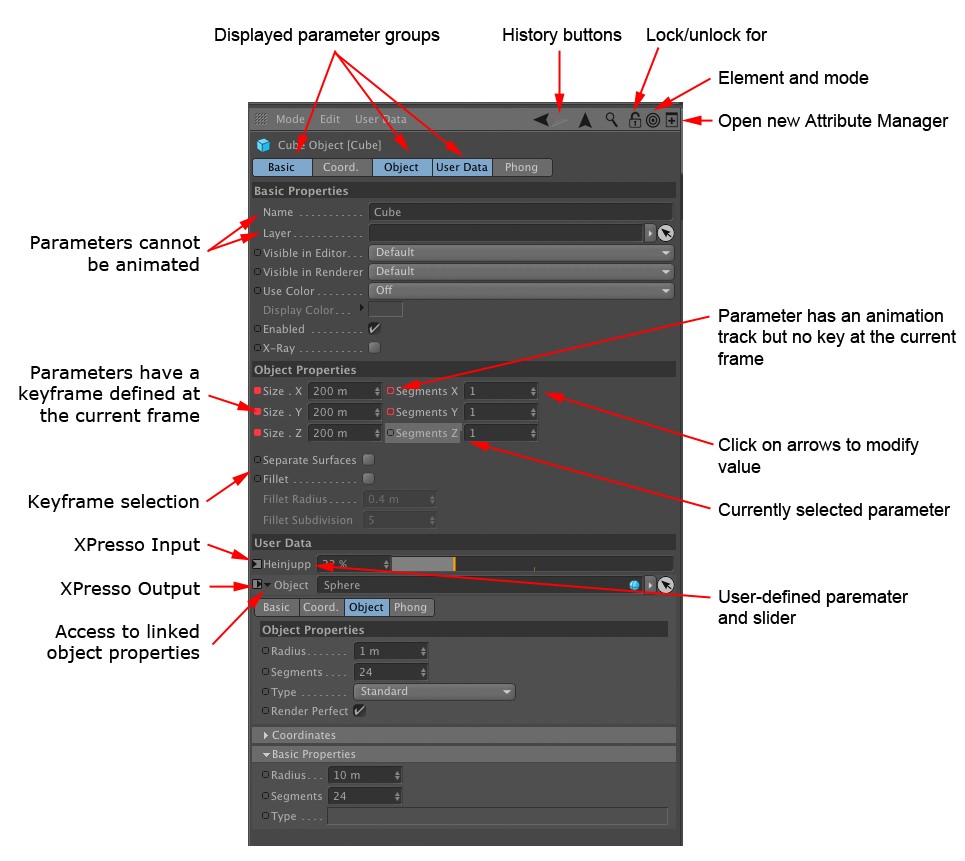 Displayed parameter groups
History buttons
Lock/unlock for
Element and mode
Open new Attribute Manager
Mode Edit User Data
Cube Object [Cube]
Basic Coord. Object User Data Phong
Basic Properties
Name . . . . . . . . . . . Cube
Layer . . . . . . . . . . . .
Parameters cannot
be animated
Visible in Editor. . . Default
Visible in Renderer Default
Use Color . . . . . . . . Off
Display Color. . .
Enabled . . . . . . . . .
X-Ray . . . . . . . . . . .
Parameter has an animation
track but no key at the current
frame
Object Properties
Parameters have a
keyframe defined at
the current frame
Size . X 200 m Segments X 1
Size . Y 200 m Segments Y 1
Size . Z 200 m Segments Z 1
Click on arrows to modify
value
Separate Surfaces
Fillet . . . . . . . . . . .
Fillet Radius . . . . . 0.4 m
Fillet Subdivision 5
Keyframe selection
Currently selected parameter
User Data
XPresso Input
Heinjupp %
XPresso Output
Object Sphere
User-defined paremater
and slider
Basic Coord. Object Phong
Access to linked
object properties
Object Properties
Radius . . . . . . . 1 m
Segments . . . . 24
Type . . . . . . . . Standard
Render Perfect
Coordinates
Basic Properties
Radius . . . 10 m
Segments 24
Type . . . .